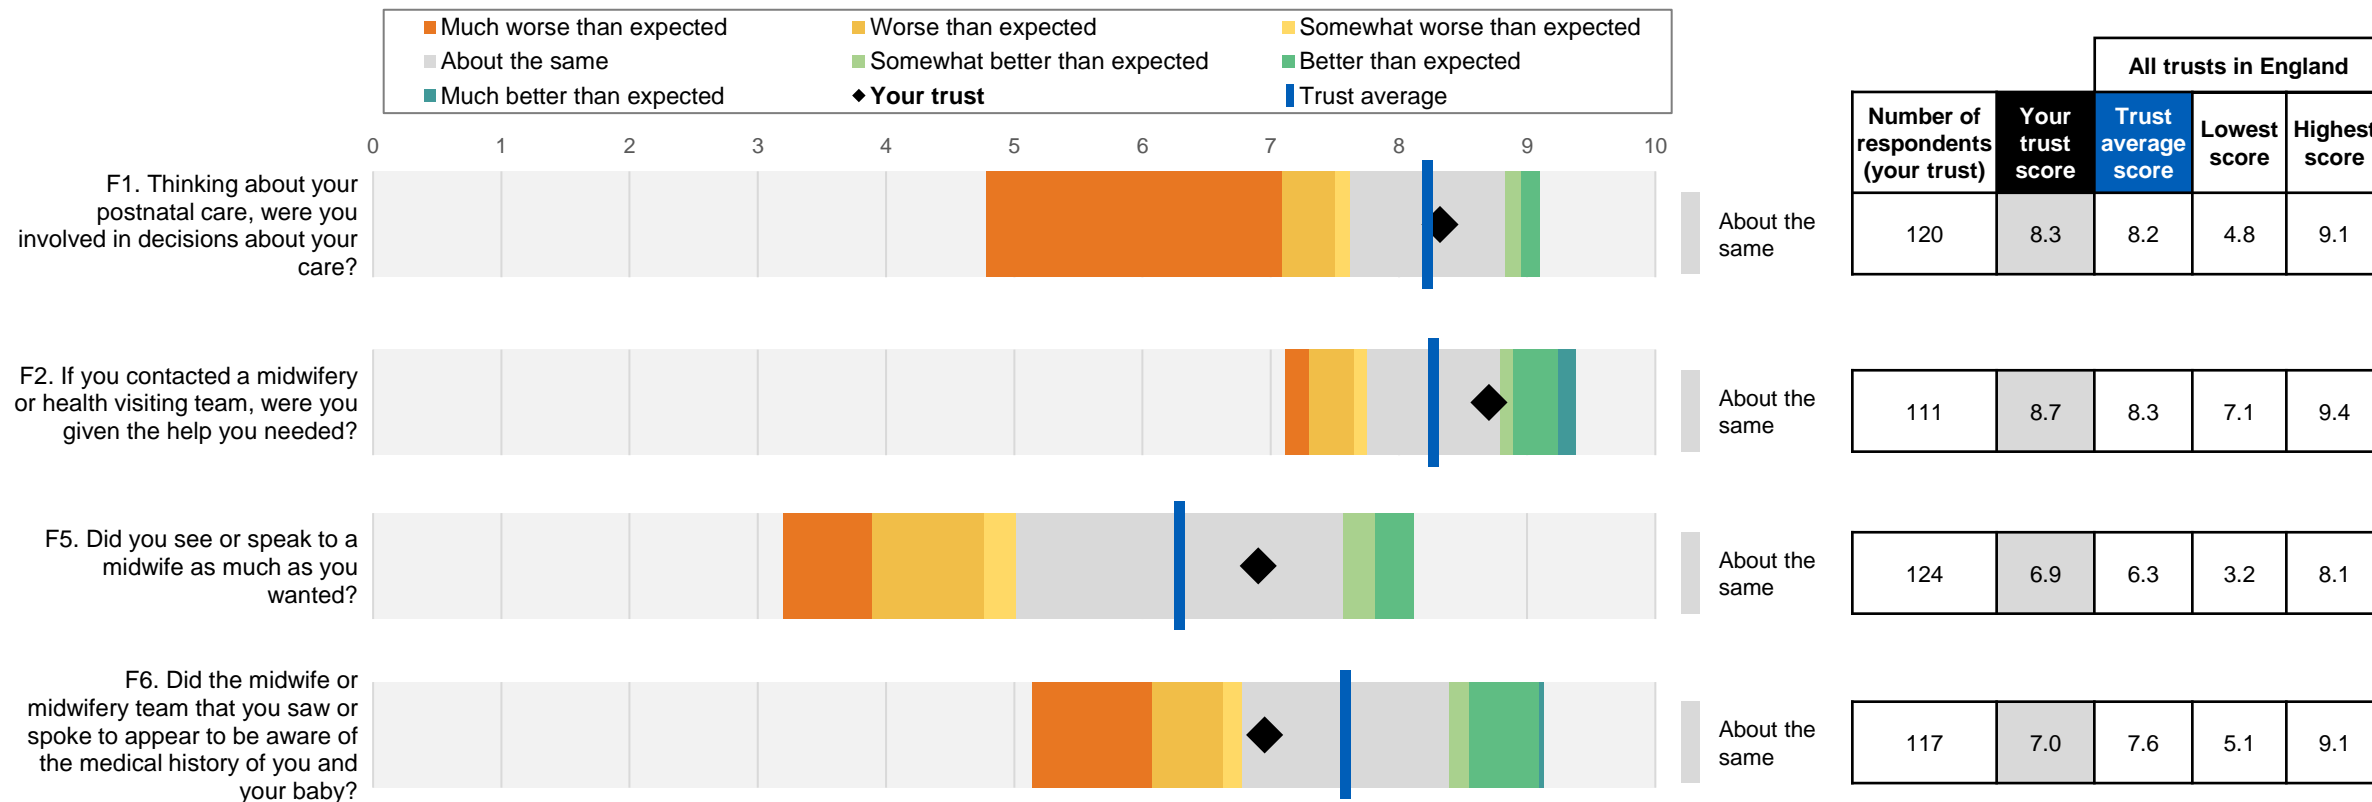 Much worse than expected
Worse than expected
Somewhat worse than expected
About the same
Somewhat better than expected
Better than expected
Much better than expected
Your trust
Trust average
All trusts in England
Number of
respondents
(your trust)
Your
trust
score
Trust
average
score
Lowest
score
Highest
score
0 1 2 3 4 5 6 7 8 9 10
F1. Thinking about your
postnatal care, were you
involved in decisions about your
care?
About the
same
120 8.3 8.2 4.8 9.1
F2. If you contacted a midwifery
or health visiting team, were you
given the help you needed?
About the
same
111 8.7 8.3 7.1 9.4
F5. Did you see or speak to a
midwife as much as you
wanted?
About the
same
124 6.9 6.3 3.2 8.1
F6. Did the midwife or
midwifery team that you saw or
spoke to appear to be aware of
the medical history of you and
your baby?
About the
same
117 7.0 7.6 5.1 9.1